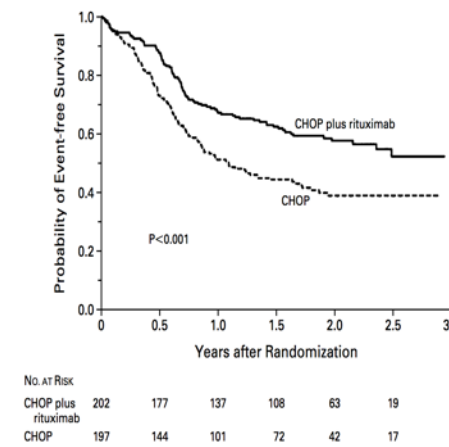 1.0
0.8
0.6
0.4
0.2
0.0
Probability of Event-free Survival
CHOP plus rituximab
CHOP
P<0.001
0 0.5 1.0 1.5 2.0 2.5 3
Years after Randomization
NO. AT RISK
CHOP plus rituximab 202 177 137 108 63 19
CHOP 197 144 101 72 42 17